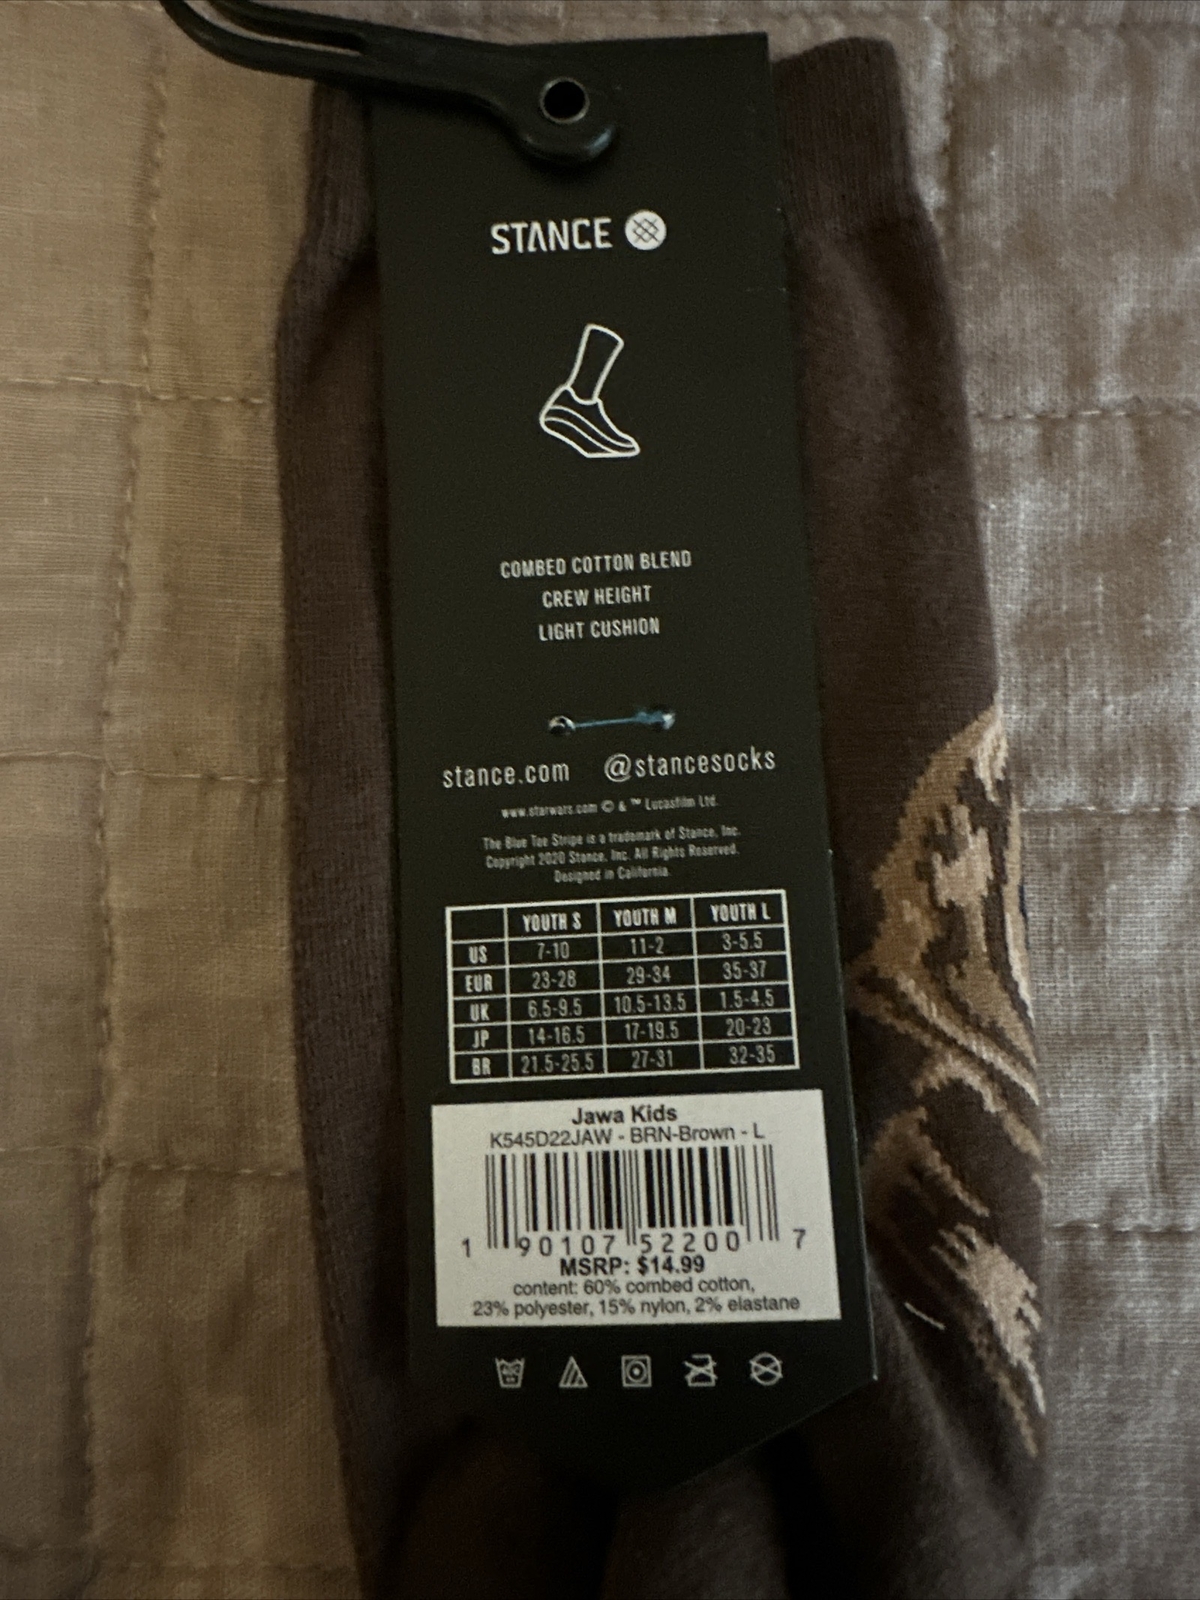 STANCE
COMBED COTTON BLEND
CREW HEIGHT
LIGHT CUSHION
stance.com @stancesocks
www.starwars.com © & ™ Lucasfilm Ltd.
The Blue Toe Stripe is a trademark of Stance, Inc.
Copyright 2020 Stance, Inc. All Rights Reserved.
Designed in California.
YOUTH S YOUTH M YOUTH L
US 7-10 11-2 3-5.5
EUR 23-28 29-34 35-37
UK 6.5-9.5 10.5-13.5 1.5-4.5
JP 14-16.5 17-19.5 20-23
BR 21.5-25.5 27-31 32-35
Jawa Kids
K545D22JAW - BRN-Brown - L
1 90107 52200 7
MSRP: $14.99
content: 60% combed cotton,
23% polyester, 15% nylon, 2% elastane